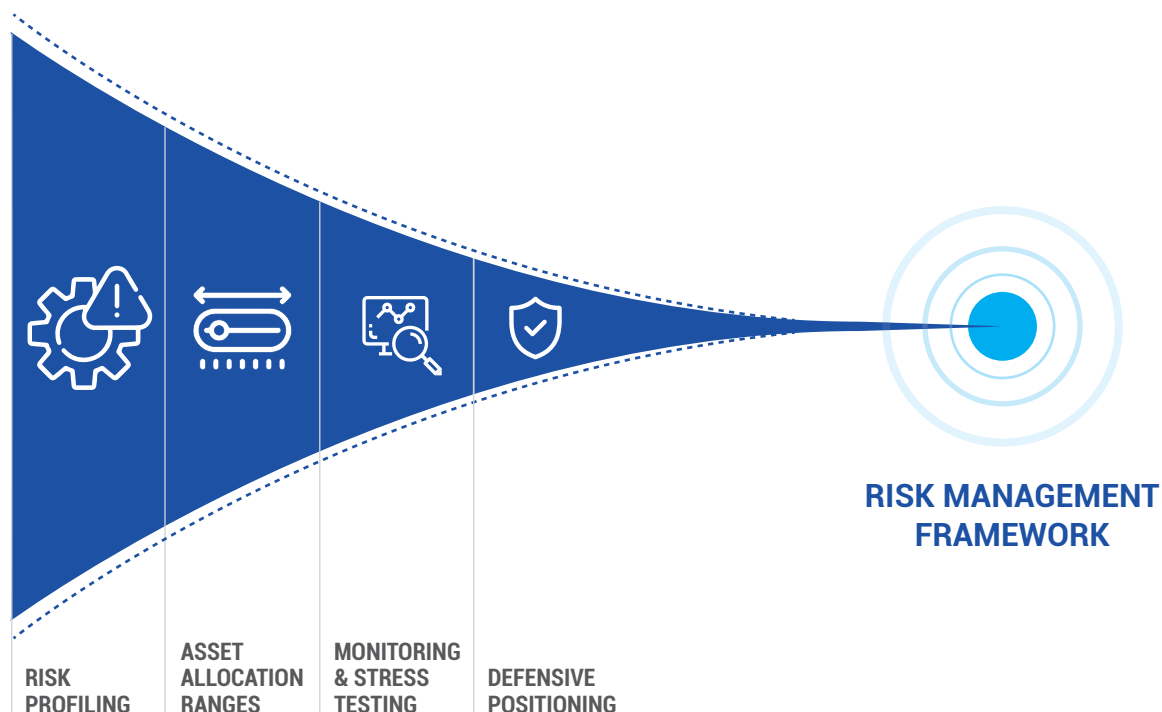 RISK MANAGEMENT
FRAMEWORK
RISK
PROFILING
ASSET
ALLOCATION
RANGES
MONITORING
& STRESS
TESTING
DEFENSIVE
POSITIONING